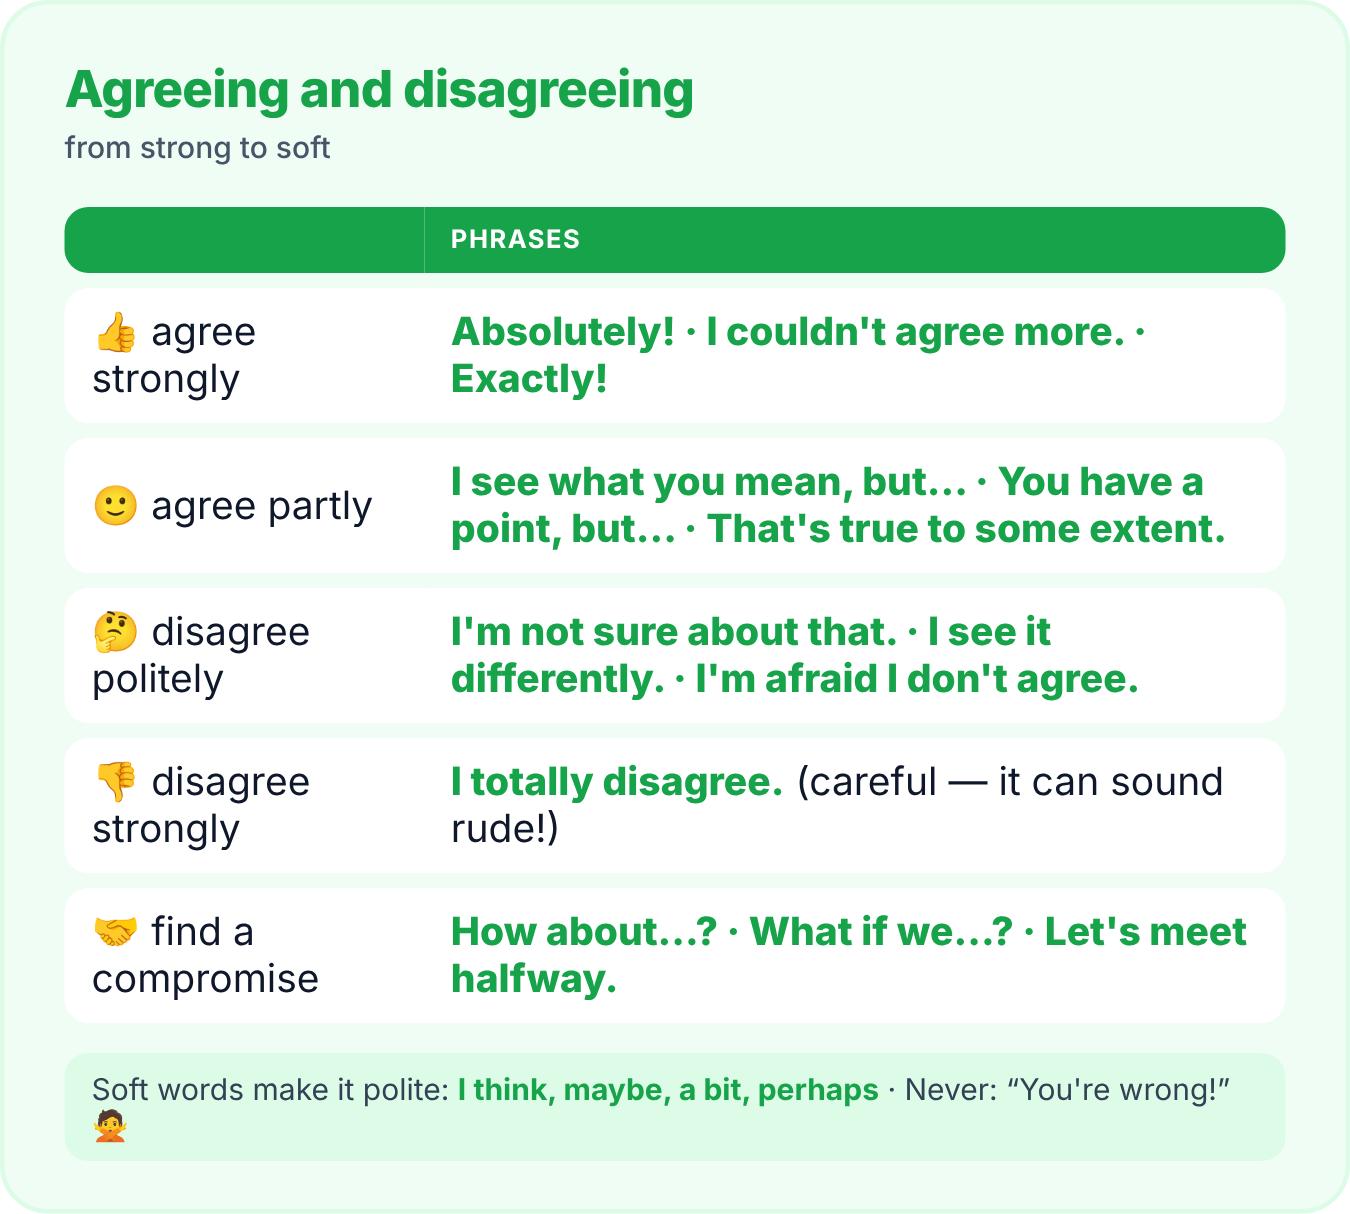 Agreeing and disagreeing
from strong to soft
PHRASES
👍 agree strongly
Absolutely! · I couldn't agree more. ·
Exactly!
🙂 agree partly
I see what you mean, but… · You have a
point, but… · That's true to some extent.
🤔 disagree politely
I'm not sure about that. · I see it
differently. · I'm afraid I don't agree.
👎 disagree strongly
I totally disagree. (careful — it can sound
rude!)
🤝 find a compromise
How about…? · What if we…? · Let's meet
halfway.
Soft words make it polite: I think, maybe, a bit, perhaps · Never: “You're wrong!”
🙅